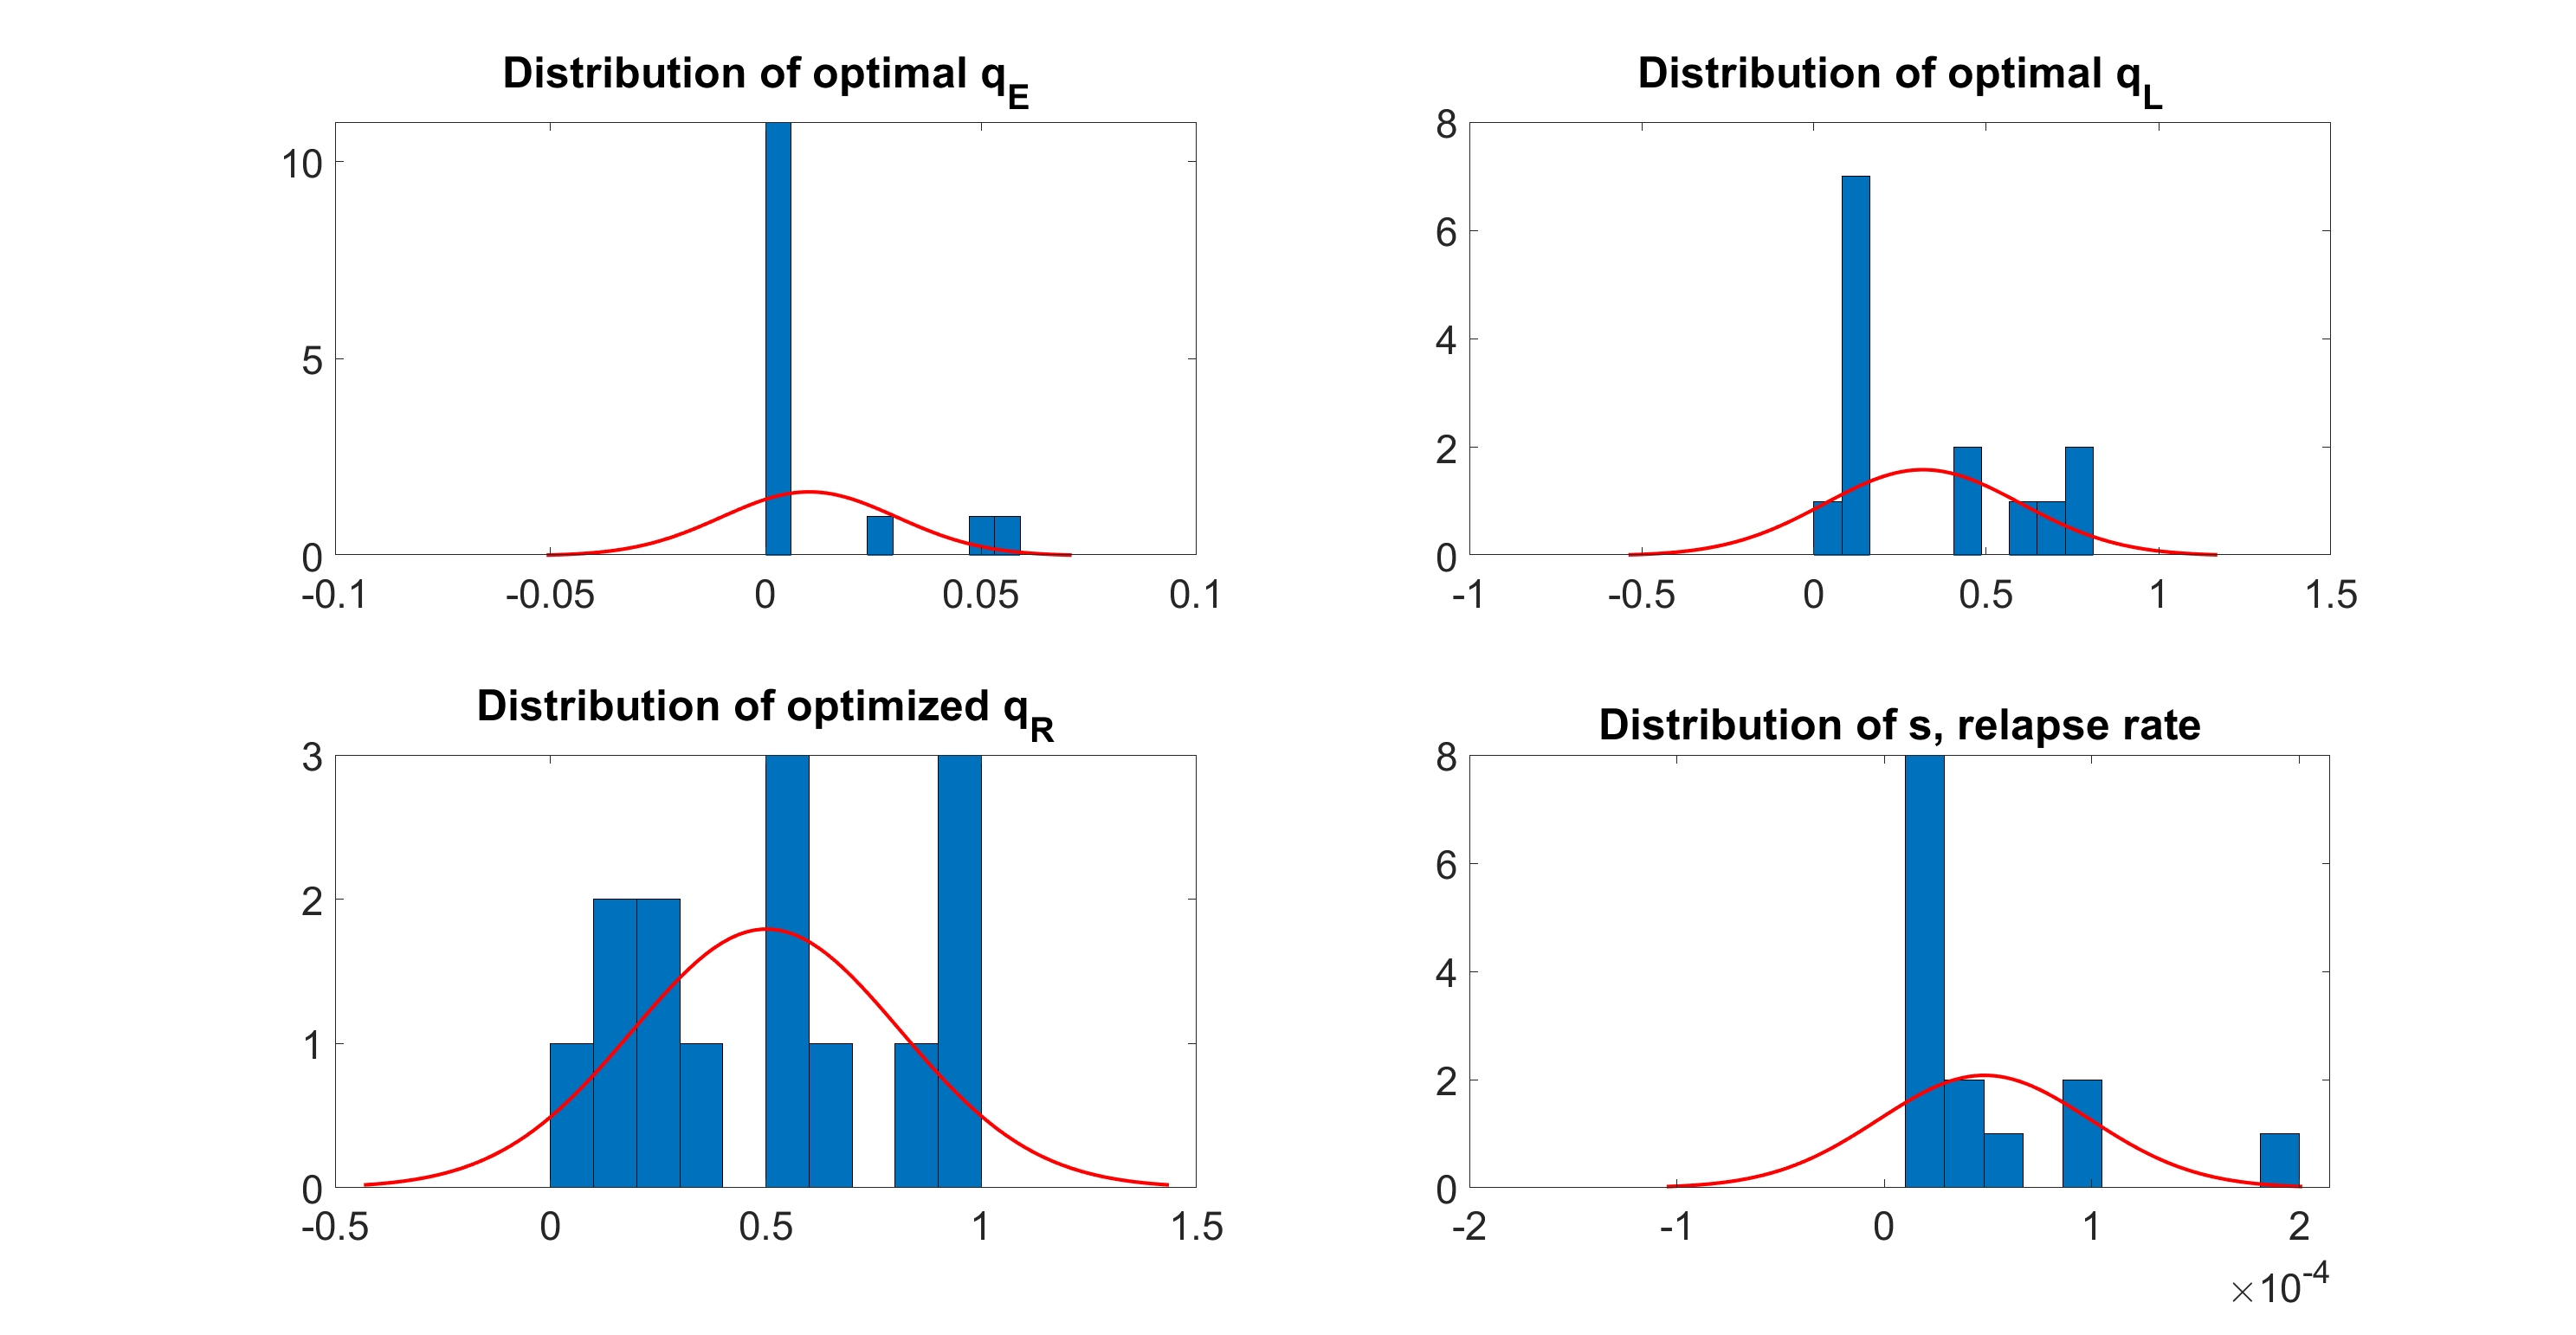 Distribution of optimal q_E
10
5
0
-0.1 -0.05 0 0.05 0.1
Distribution of optimal q_L
8
6
4
2
0
-1 -0.5 0 0.5 1 1.5
Distribution of optimized q_R
3
2
1
0
-0.5 0 0.5 1 1.5
Distribution of s, relapse rate
8
6
4
2
0
-2 -1 0 1 2
×10^-4